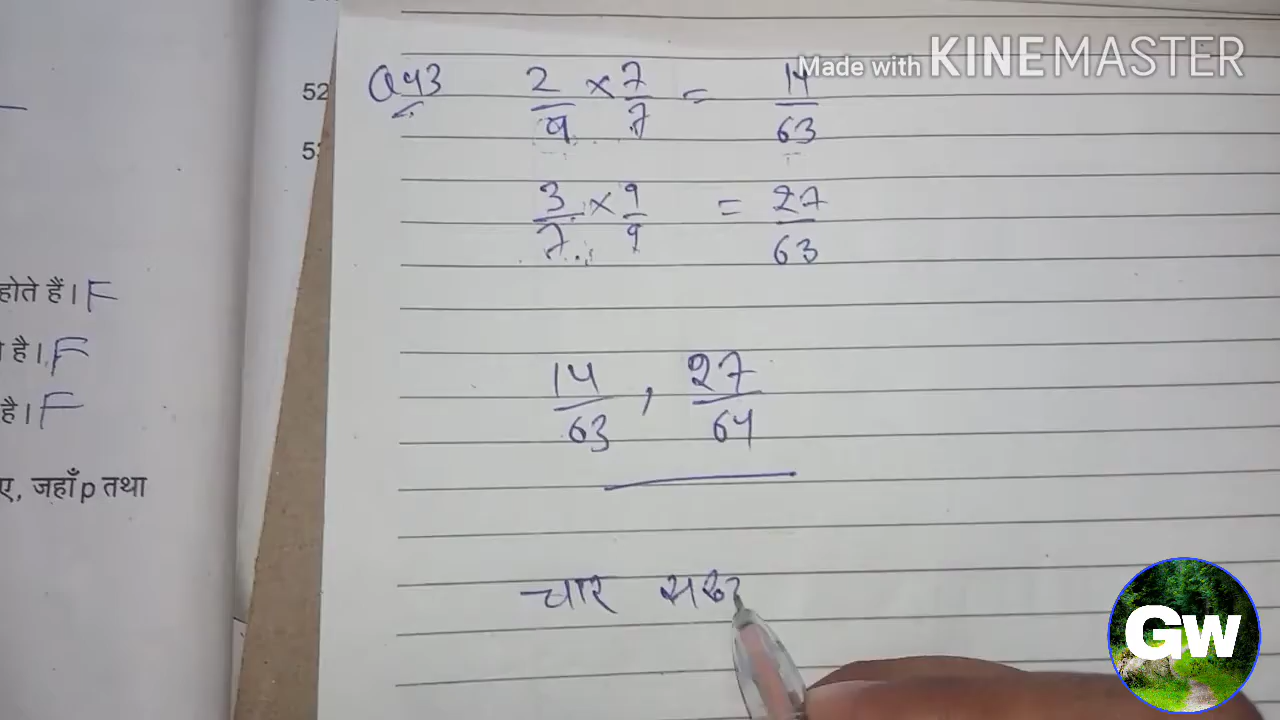 Made with KINEMASTER
52
5
Q43 2/9 × 7/7 = 14/63
3/7 × 9/9 = 27/63
होते हैं। F
है। F
है। F
14/63 , 27/64
ए, जहाँ p तथा
चार
GW